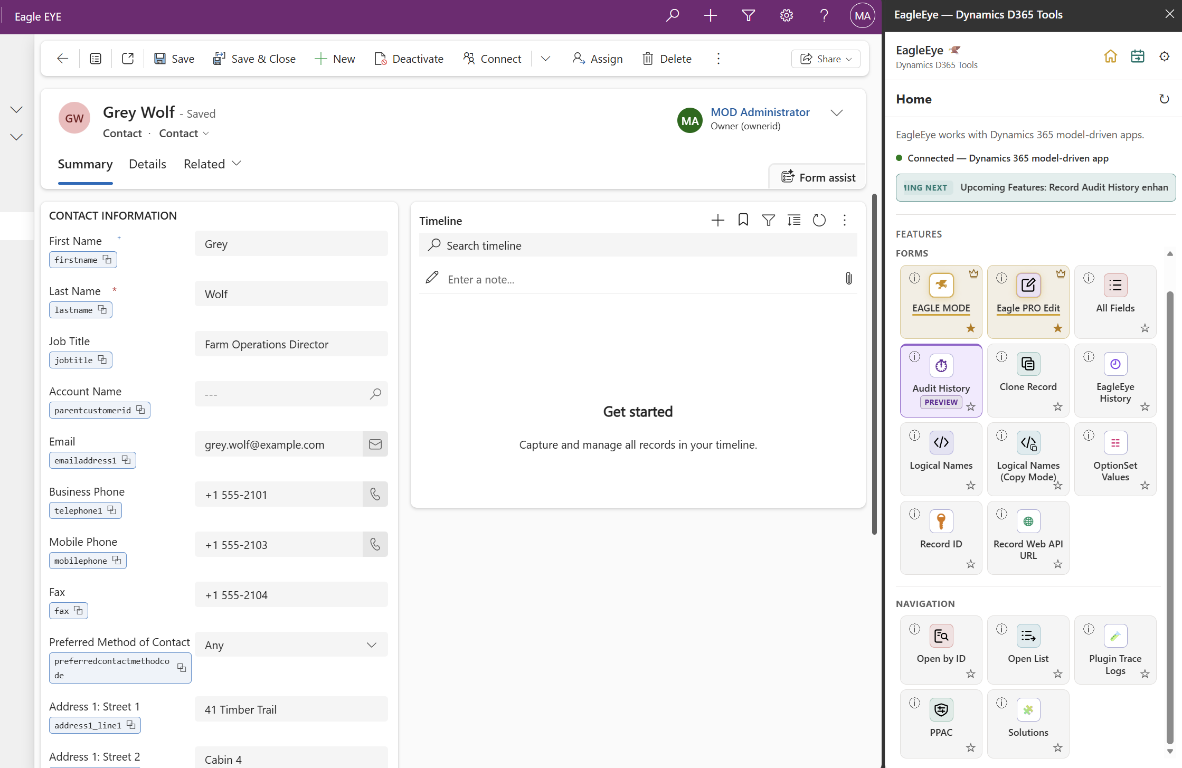 Eagle EYE
MA
Save
Save & Close
New
Deactivate
Connect
Assign
Delete
Share
GW
Grey Wolf - Saved
Contact · Contact
MA
MOD Administrator
Owner (ownerid)
Summary
Details
Related
Form assist
CONTACT INFORMATION
First Name *
firstname
Grey
Last Name *
lastname
Wolf
Job Title
jobtitle
Farm Operations Director
Account Name
parentcustomerid
---
Email
emailaddress1
grey.wolf@example.com
Business Phone
telephone1
+1 555-2101
Mobile Phone
mobilephone
+1 555-2103
Fax
fax
+1 555-2104
Preferred Method of Contact
preferredcontactmethodco
de
Any
Address 1: Street 1
address1_line1
41 Timber Trail
Address 1: Street 2
Cabin 4
Timeline
Search timeline
Enter a note...
Get started
Capture and manage all records in your timeline.
EagleEye — Dynamics D365 Tools
EagleEye
Dynamics D365 Tools
Home
EagleEye works with Dynamics 365 model-driven apps.
Connected — Dynamics 365 model-driven app
ING NEXT Upcoming Features: Record Audit History enhan
FEATURES
FORMS
EAGLE MODE
Eagle PRO Edit
All Fields
Audit History
PREVIEW
Clone Record
EagleEye
History
Logical Names
Logical Names
(Copy Mode)
OptionSet
Values
Record ID
Record Web API
URL
NAVIGATION
Open by ID
Open List
Plugin Trace
Logs
PPAC
Solutions